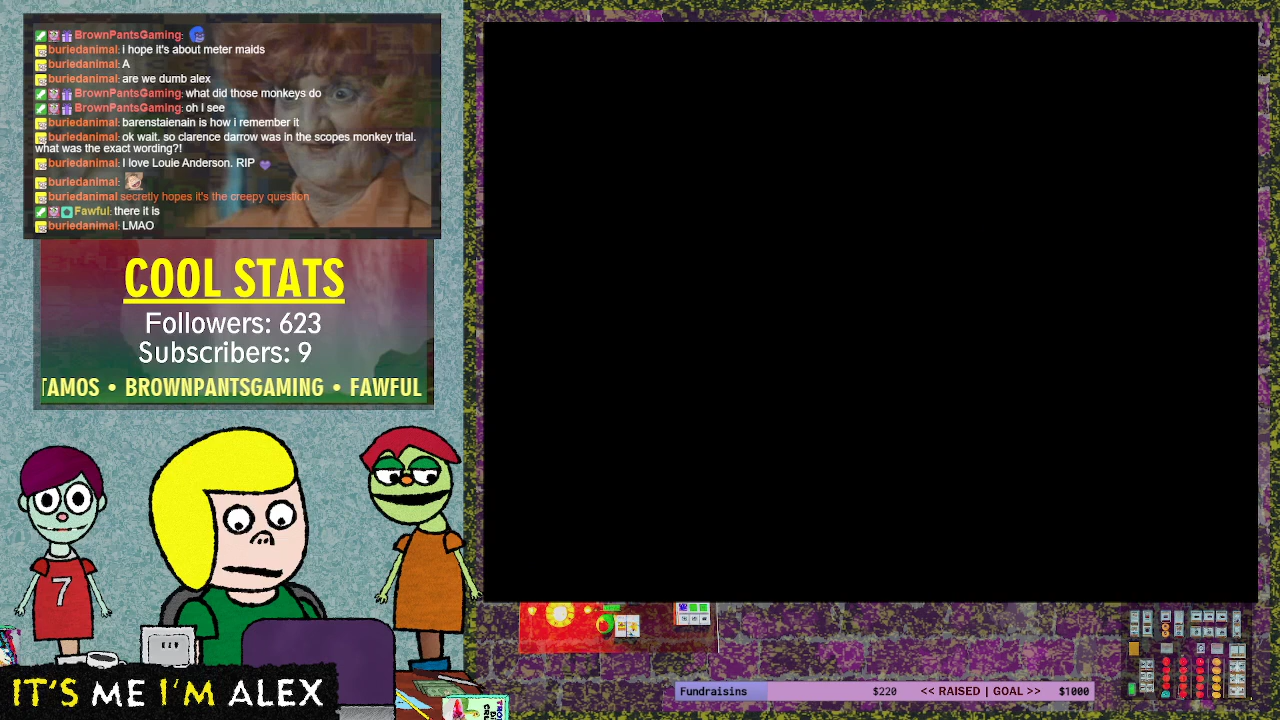 BrownPantsGaming:
buriedanimal: i hope it's about meter maids
buriedanimal: A
buriedanimal: are we dumb alex
BrownPantsGaming: what did those monkeys do
BrownPantsGaming: oh I see
buriedanimal: barenstaienain is how i remember it
buriedanimal: ok wait. so clarence darrow was in the scopes monkey trial.
what was the exact wording?!
buriedanimal: I love Louie Anderson. RIP
buriedanimal:
buriedanimal secretly hopes it's the creepy question
Fawful: there it is
buriedanimal: LMAO
COOL STATS
Followers: 623
Subscribers: 9
TAMOS • BROWNPANTSGAMING • FAWFUL
7
IT'S ME I'M ALEX
Fundraisins $220 << RAISED | GOAL >> $1000